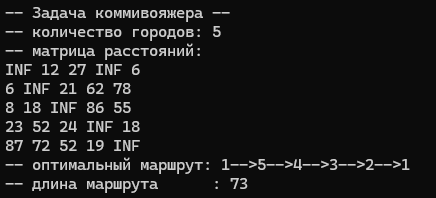 -- Задача коммивояжера --
-- количество городов: 5
-- матрица расстояний:
INF 12 27 INF 6
6 INF 21 62 78
8 18 INF 86 55
23 52 24 INF 18
87 72 52 19 INF
-- оптимальный маршрут: 1-->5-->4-->3-->2-->1
-- длина маршрута      : 73